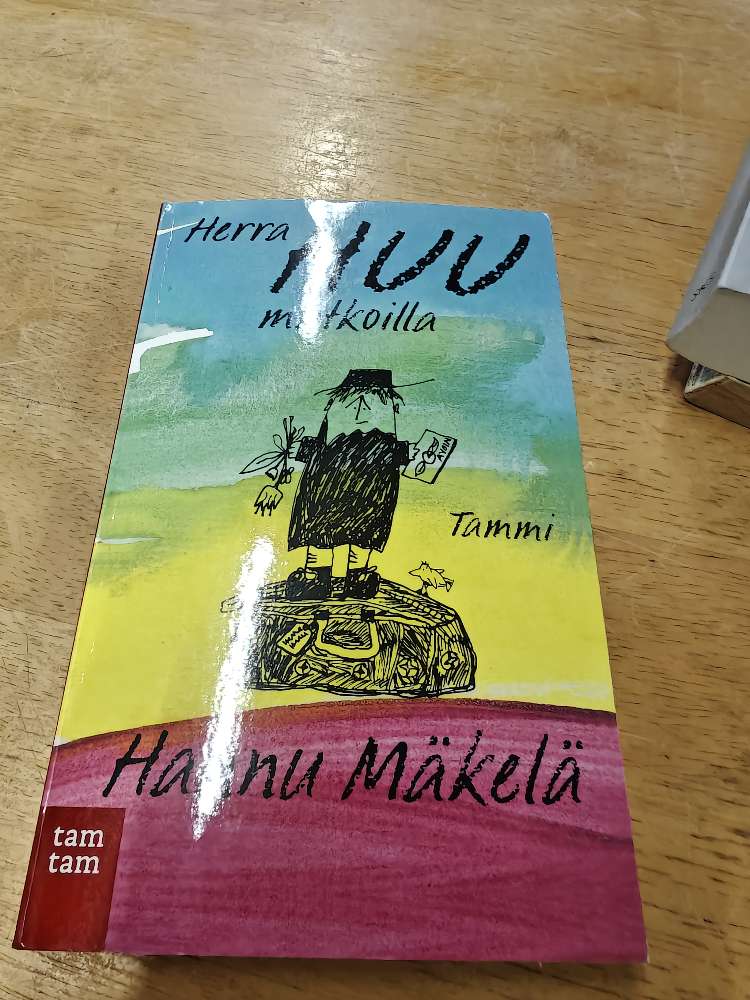 Herra HUU
matkoilla
Tammi
Hannu Mäkelä
tam
tam